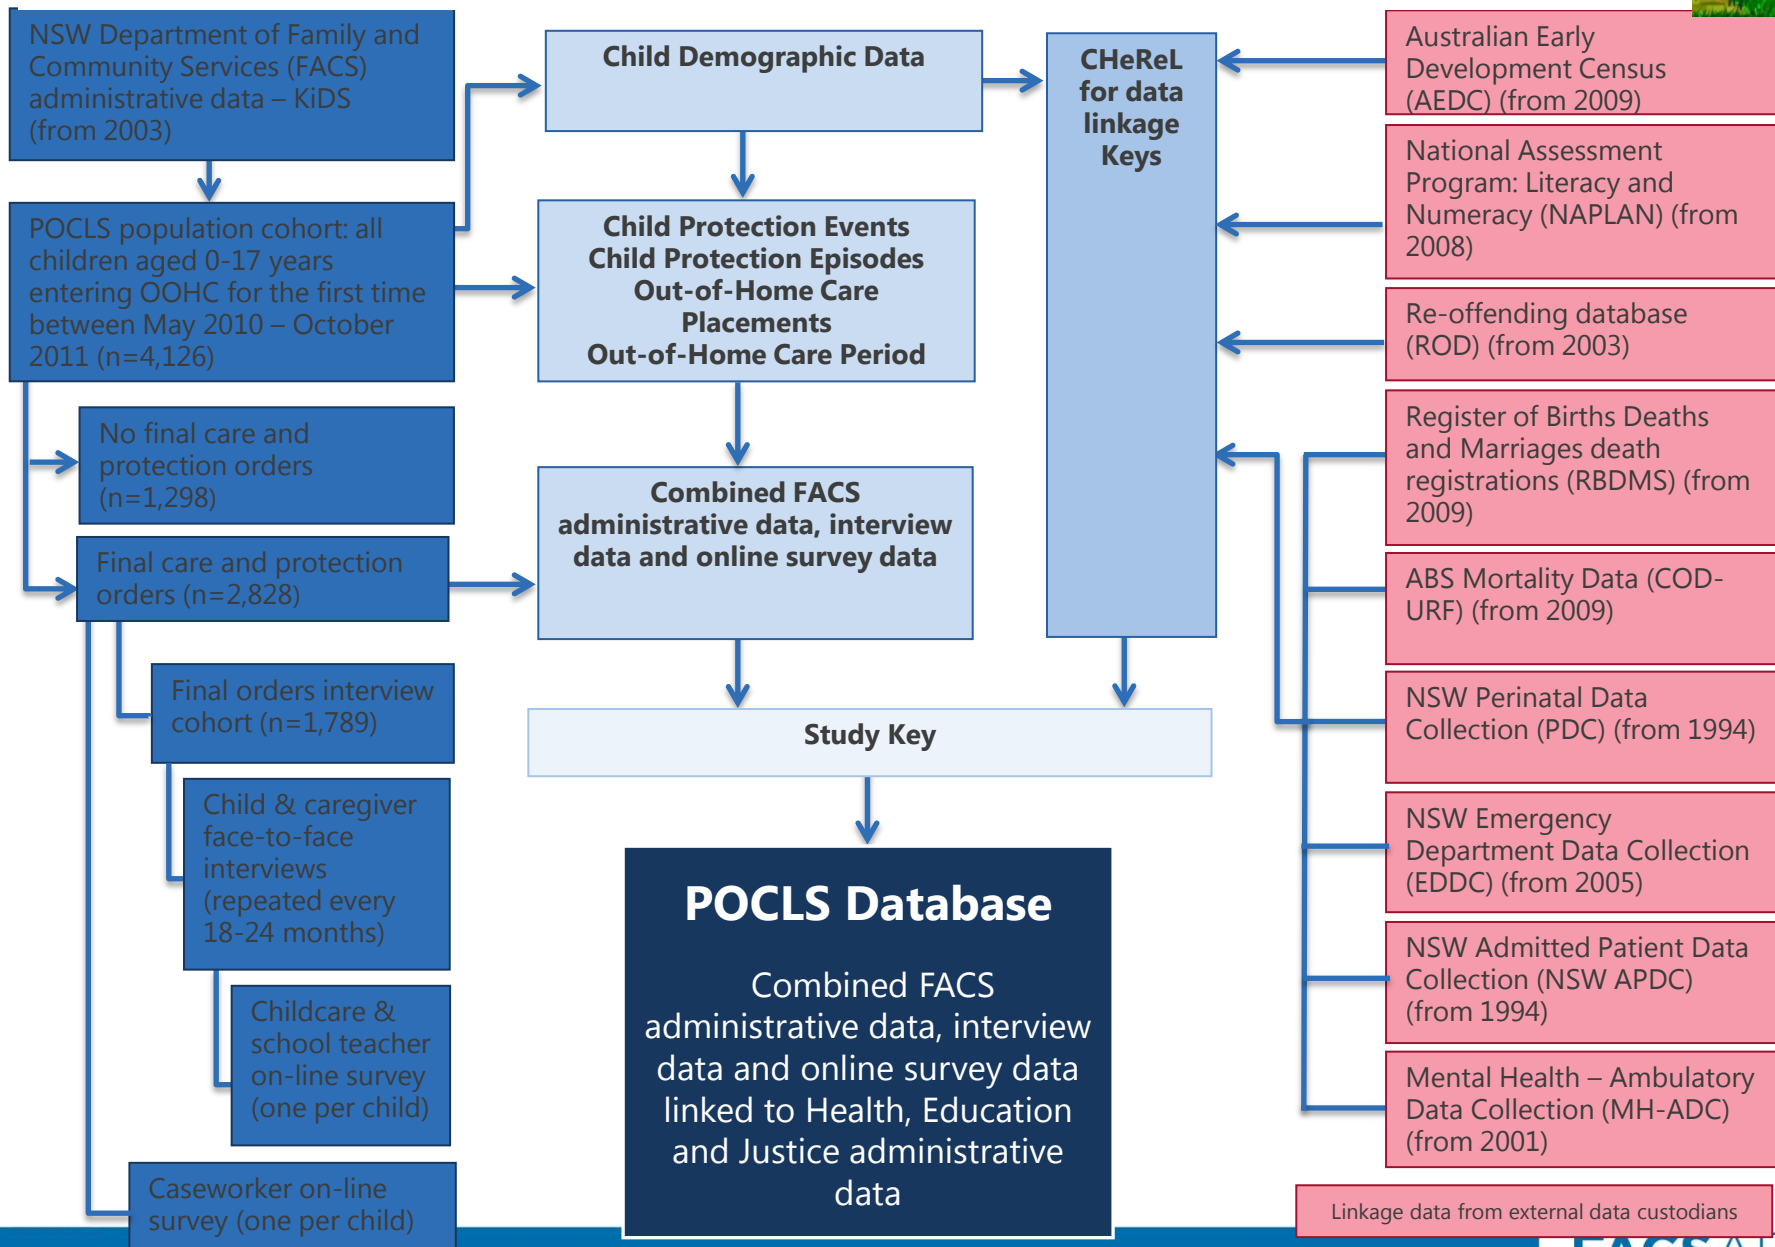 NSW Department of Family and
Community Services (FACS)
administrative data – KiDS
(from 2003)
POCLS population cohort: all
children aged 0-17 years
entering OOHC for the first time
between May 2010 – October
2011 (n=4,126)
No final care and
protection orders
(n=1,298)
Final care and protection
orders (n=2,828)
Final orders interview
cohort (n=1,789)
Child & caregiver
face-to-face
interviews
(repeated every
18-24 months)
Childcare &
school teacher
on-line survey
(one per child)
Caseworker on-line
survey (one per child)
Child Demographic Data
Child Protection Events
Child Protection Episodes
Out-of-Home Care
Placements
Out-of-Home Care Period
Combined FACS
administrative data, interview
data and online survey data
CHeReL
for data
linkage
Keys
Study Key
POCLS Database
Combined FACS
administrative data, interview
data and online survey data
linked to Health, Education
and Justice administrative
data
Australian Early
Development Census
(AEDC) (from 2009)
National Assessment
Program: Literacy and
Numeracy (NAPLAN) (from
2008)
Re-offending database
(ROD) (from 2003)
Register of Births Deaths
and Marriages death
registrations (RBDMS) (from
2009)
ABS Mortality Data (COD-
URF) (from 2009)
NSW Perinatal Data
Collection (PDC) (from 1994)
NSW Emergency
Department Data Collection
(EDDC) (from 2005)
NSW Admitted Patient Data
Collection (NSW APDC)
(from 1994)
Mental Health – Ambulatory
Data Collection (MH-ADC)
(from 2001)
Linkage data from external data custodians
FACS